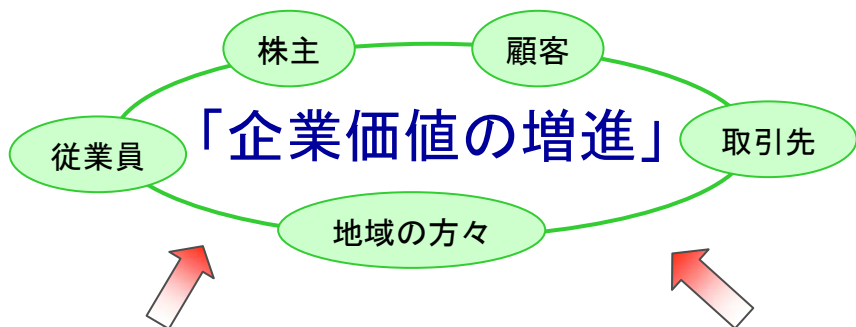 株主
顧客
従業員
「企業価値の増進」
取引先
地域の方々